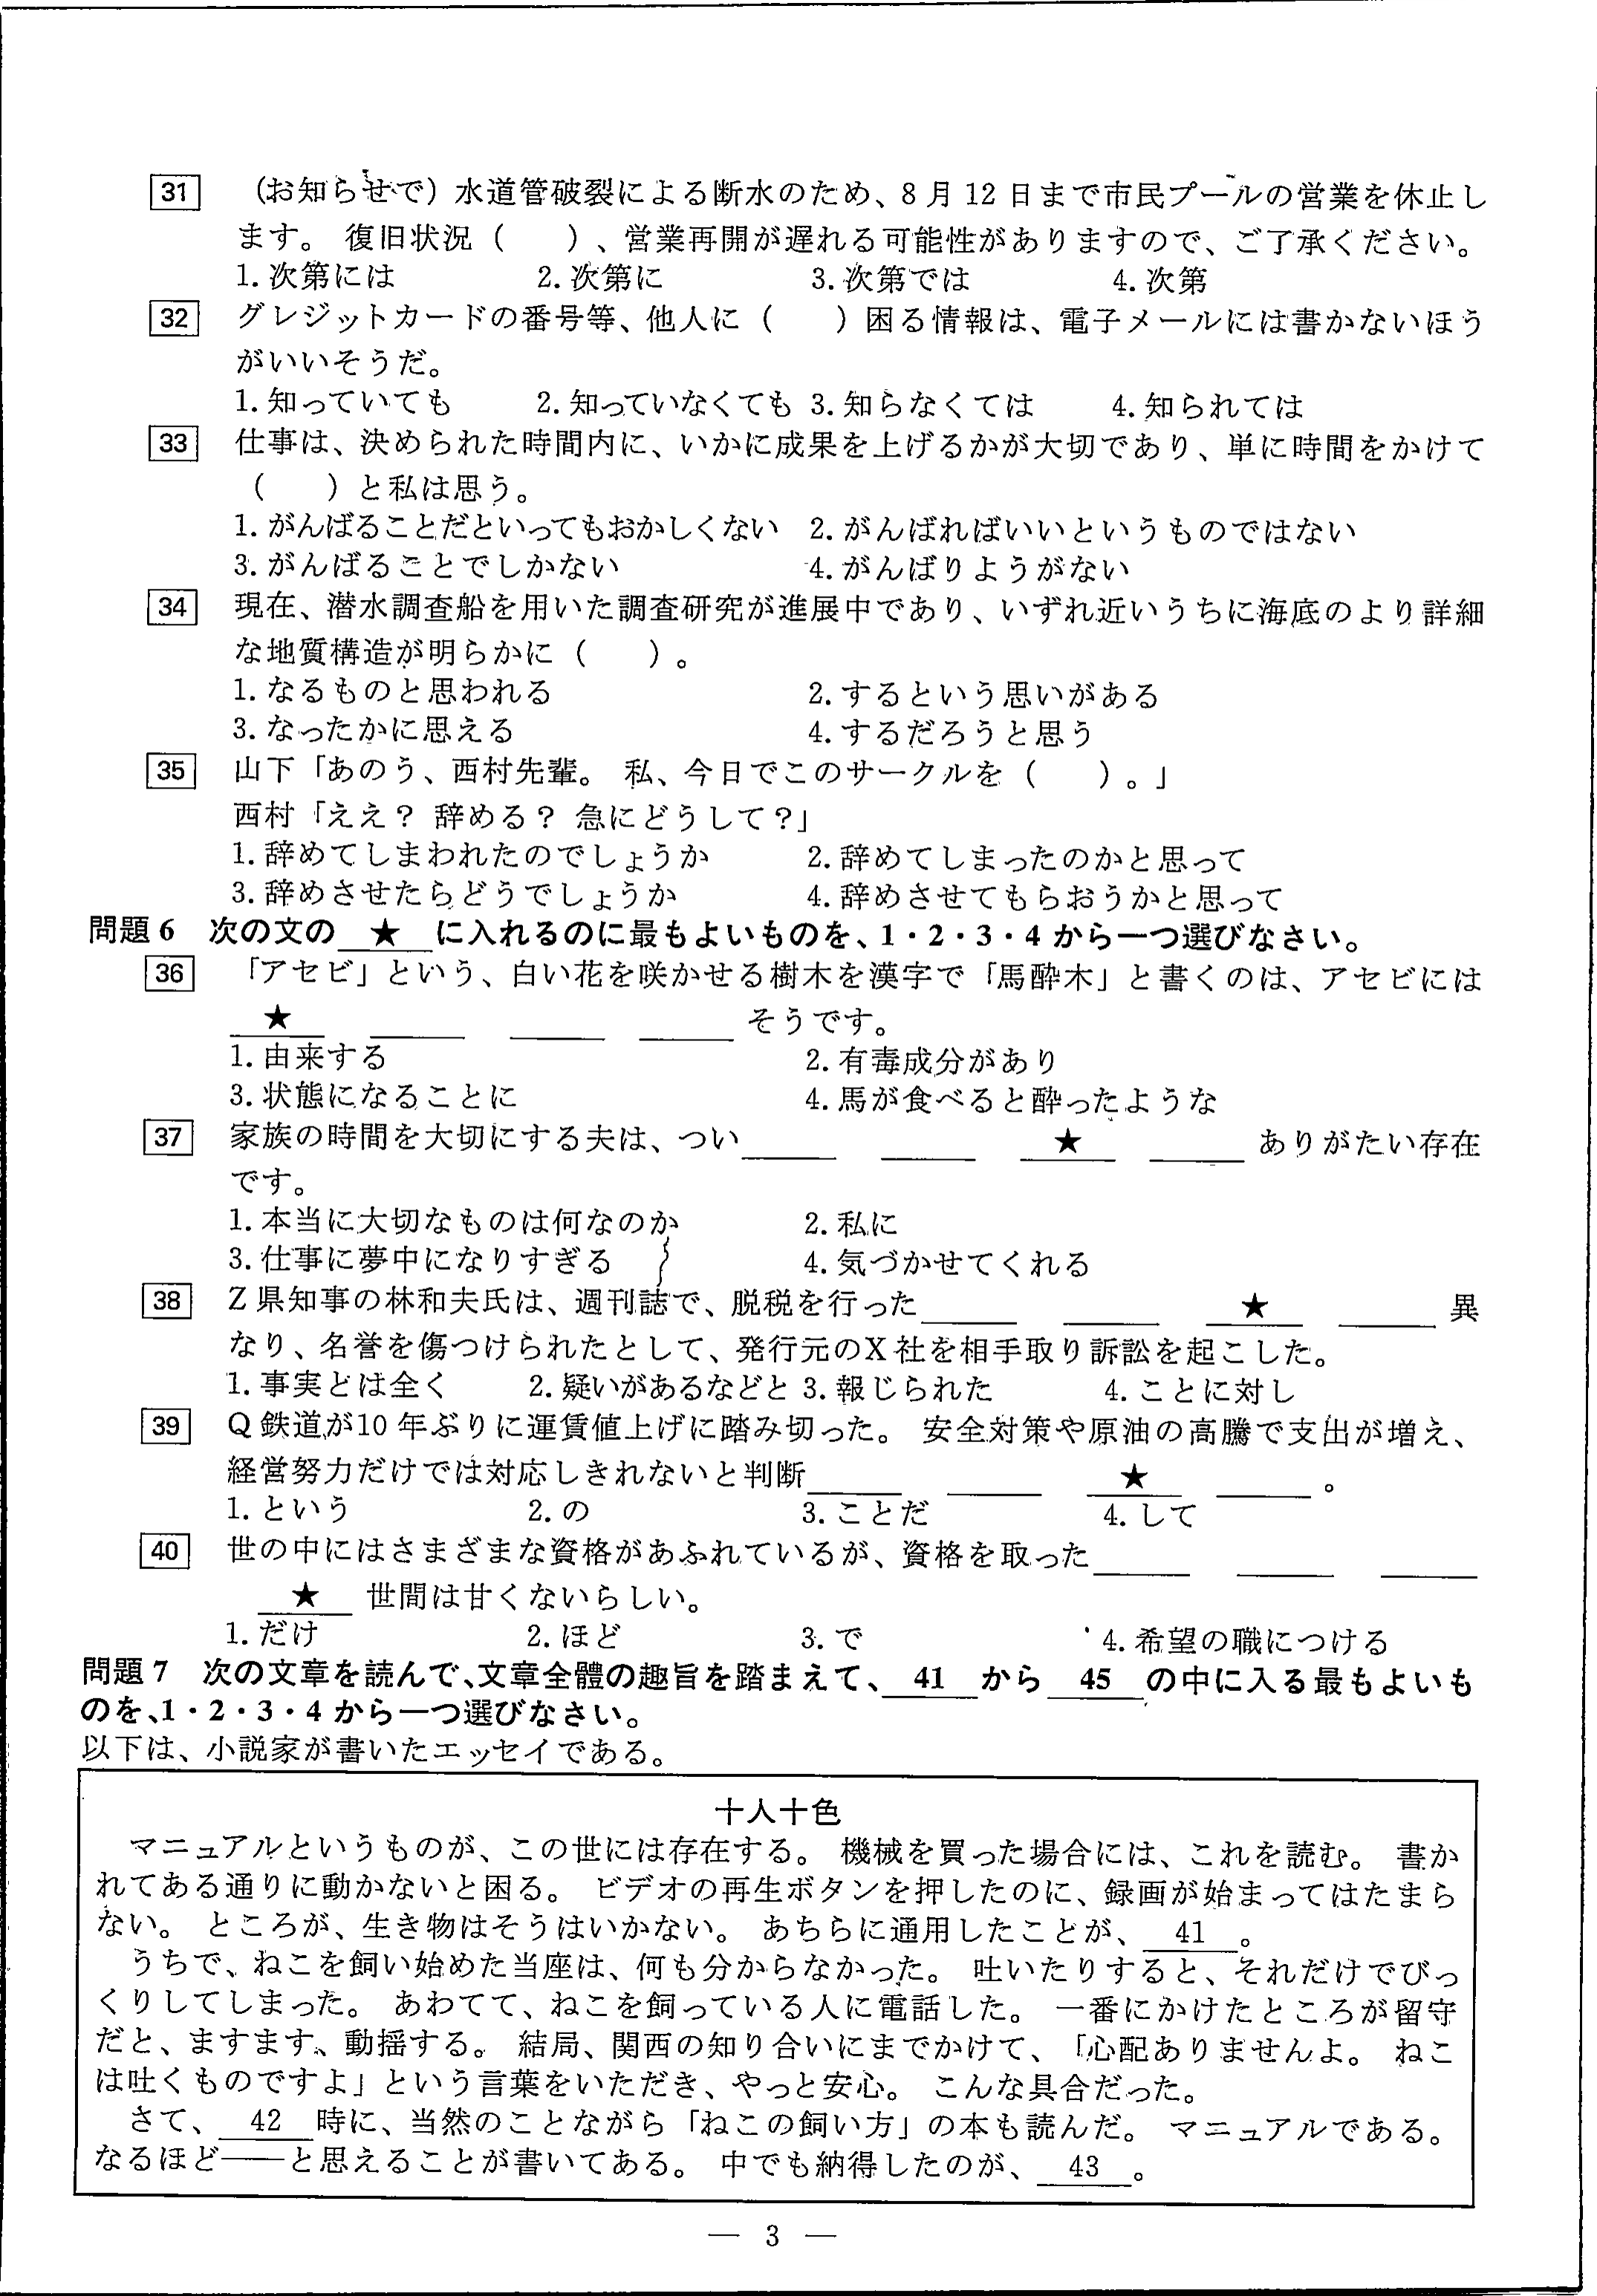 31 （お知らせで）水道管破裂による断水のため、8月12日まで市民プールの営業を休止し
ます。 復旧状況（　　）、営業再開が遅れる可能性がありますので、ご了承ください。
1. 次第には　2. 次第に　3. 次第では　4. 次第
32 グレジットカードの番号等、他人に（　　）困る情報は、電子メールには書かないほう
がいいそうだ。
1. 知っていても　2. 知っていなくても　3. 知らなくては　4. 知られては
33 仕事は、決められた時間内に、いかに成果を上げるかが大切であり、単に時間をかけて
（　　）と私は思う。
1. がんばることだといってもおかしくない　2. がんばればいいというものではない
3. がんばることでしかない　4. がんばりようがない
34 現在、潜水調査船を用いた調査研究が進展中であり、いずれ近いうちに海底のより詳細
な地質構造が明らかに（　　）。
1. なるものと思われる　2. するという思いがある
3. なったかに思える　4. するだろうと思う
35 山下「あのう、西村先輩。 私、今日でこのサークルを（　　）。」
西村「ええ？ 辞める？ 急にどうして？」
1. 辞めてしまわれたのでしょうか　2. 辞めてしまったのかと思って
3. 辞めさせたらどうでしょうか　4. 辞めさせてもらおうかと思って
問題6　次の文の ★ に入れるのに最もよいものを、1・2・3・4から一つ選びなさい。
36 「アセビ」という、白い花を咲かせる樹木を漢字で「馬酔木」と書くのは、アセビには
★ ＿＿ ＿＿ ＿＿ そうです。
1. 由来する　2. 有毒成分があり
3. 状態になることに　4. 馬が食べると酔ったような
37 家族の時間を大切にする夫は、つい＿＿ ＿＿ ★ ＿＿ ありがたい存在
です。
1. 本当に大切なものは何なのか　2. 私に
3. 仕事に夢中になりすぎる　4. 気づかせてくれる
38 Z県知事の林和夫氏は、週刊誌で、脱税を行った＿＿ ＿＿ ★ ＿＿ 異
なり、名誉を傷つけられたとして、発行元のX社を相手取り訴訟を起こした。
1. 事実とは全く　2. 疑いがあるなどと　3. 報じられた　4. ことに対し
39 Q鉄道が10年ぶりに運賃値上げに踏み切った。 安全対策や原油の高騰で支出が増え、
経営努力だけでは対応しきれないと判断＿＿ ＿＿ ★ ＿＿。
1. という　2. の　3. ことだ　4. して
40 世の中にはさまざまな資格があふれているが、資格を取った＿＿ ＿＿ ＿＿
★ 世間は甘くないらしい。
1. だけ　2. ほど　3. で　4. 希望の職につける
問題7　次の文章を読んで、文章全體の趣旨を踏まえて、 41 から 45 の中に入る最もよいも
のを、1・2・3・4から一つ選びなさい。
以下は、小説家が書いたエッセイである。
十人十色
マニュアルというものが、この世には存在する。 機械を買った場合には、これを読む。 書か
れてある通りに動かないと困る。 ビデオの再生ボタンを押したのに、録画が始まってはたまら
ない。 ところが、生き物はそうはいかない。 あちらに通用したことが、 41 。
うちで、ねこを飼い始めた当座は、何も分からなかった。 吐いたりすると、それだけでびっ
くりしてしまった。 あわてて、ねこを飼っている人に電話した。 一番にかけたところが留守
だと、ますます、動揺する。 結局、関西の知り合いにまでかけて、「心配ありませんよ。 ねこ
は吐くものですよ」という言葉をいただき、やっと安心。 こんな具合だった。
さて、 42 時に、当然のことながら「ねこの飼い方」の本も読んだ。 マニュアルである。
なるほど――と思えることが書いてある。 中でも納得したのが、 43 。
— 3 —